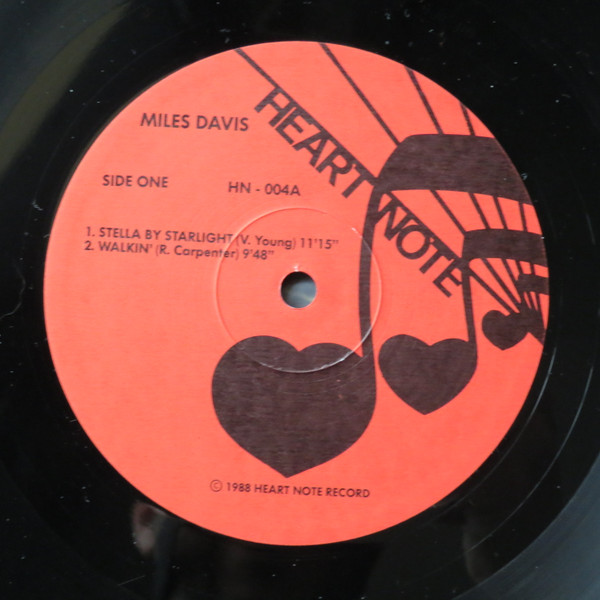 MILES DAVIS
HEART NOTE
SIDE ONE HN - 004A
1. STELLA BY STARLIGHT (V. Young) 11'15"
2. WALKIN' (R. Carpenter) 9'48"
© 1988 HEART NOTE RECORD